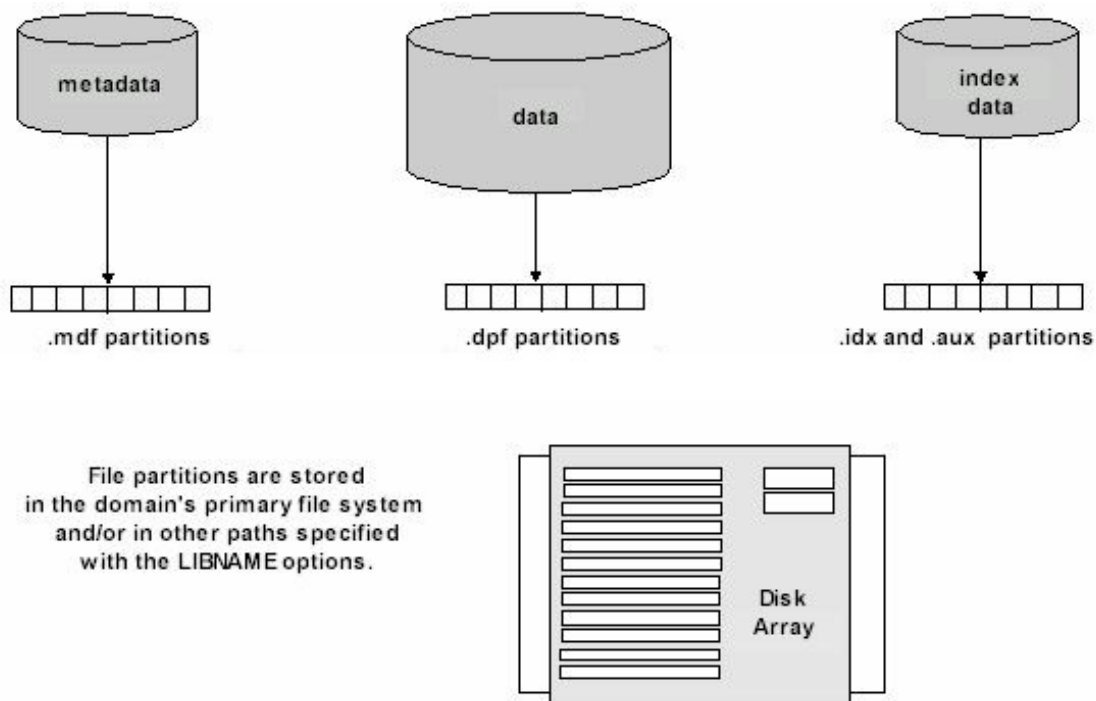 metadata
data
index
data
.mdf partitions
.dpf partitions
.idx and .aux partitions
File partitions are stored
in the domain's primary file system
and/or in other paths specified
with the LIBNAME options.
Disk
Array